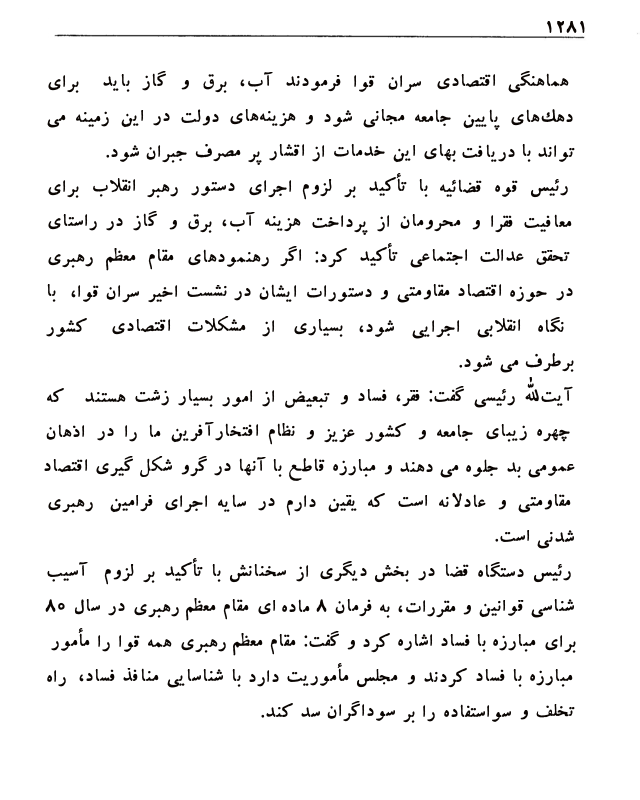 ۱۲۸۱
هماهنگی اقتصادی سران قوا فرمودند آب، برق و گاز باید برای
دهك‌های پایین جامعه مجانی شود و هزینه‌های دولت در این زمینه می
تواند با دریافت بهای این خدمات از اقشار پر مصرف جبران شود.
رئیس قوه قضائیه با تأکید بر لزوم اجرای دستور رهبر انقلاب برای
معافیت فقرا و محرومان از پرداخت هزینه آب، برق و گاز در راستای
تحقق عدالت اجتماعی تأکید کرد: اگر رهنمودهای مقام معظم رهبری
در حوزه اقتصاد مقاومتی و دستورات ایشان در نشست اخیر سران قوا، با
نگاه انقلابی اجرایی شود، بسیاری از مشکلات اقتصادی کشور
برطرف می شود.
آیت‌الله رئیسی گفت: فقر، فساد و تبعیض از امور بسیار زشت هستند که
چهره زیبای جامعه و کشور عزیز و نظام افتخارآفرین ما را در اذهان
عمومی بد جلوه می دهند و مبارزه قاطع با آنها در گرو شکل گیری اقتصاد
مقاومتی و عادلانه است که یقین دارم در سایه اجرای فرامین رهبری
شدنی است.
رئیس دستگاه قضا در بخش دیگری از سخنانش با تأکید بر لزوم آسیب
شناسی قوانین و مقررات، به فرمان ۸ ماده ای مقام معظم رهبری در سال ۸۰
برای مبارزه با فساد اشاره کرد و گفت: مقام معظم رهبری همه قوا را مأمور
مبارزه با فساد کردند و مجلس مأموریت دارد با شناسایی منافذ فساد، راه
تخلف و سواستفاده را بر سوداگران سد کند.